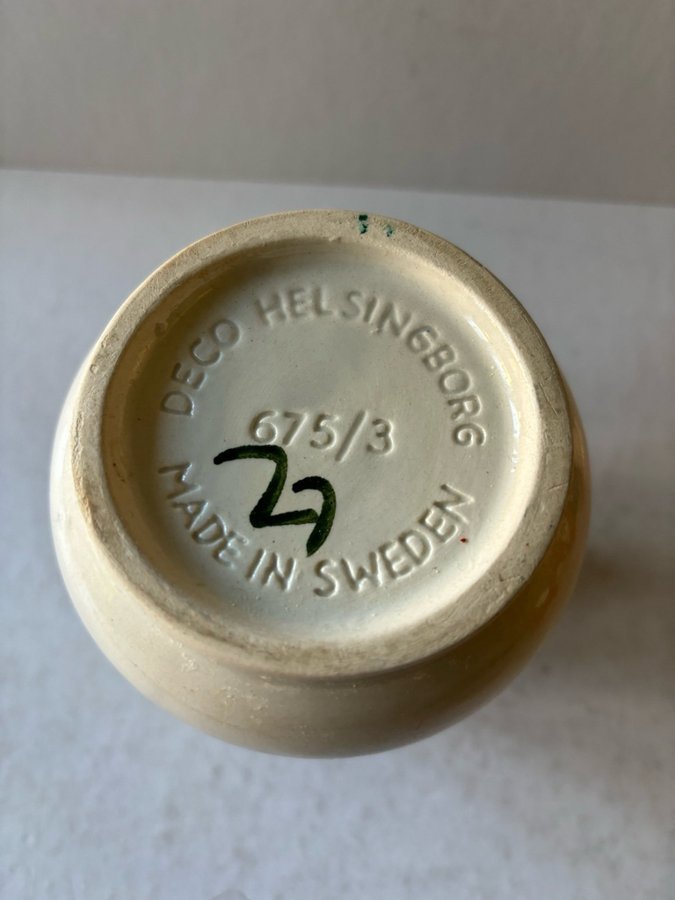 DECO HELSINGBORG
675/3
27
MADE IN SWEDEN